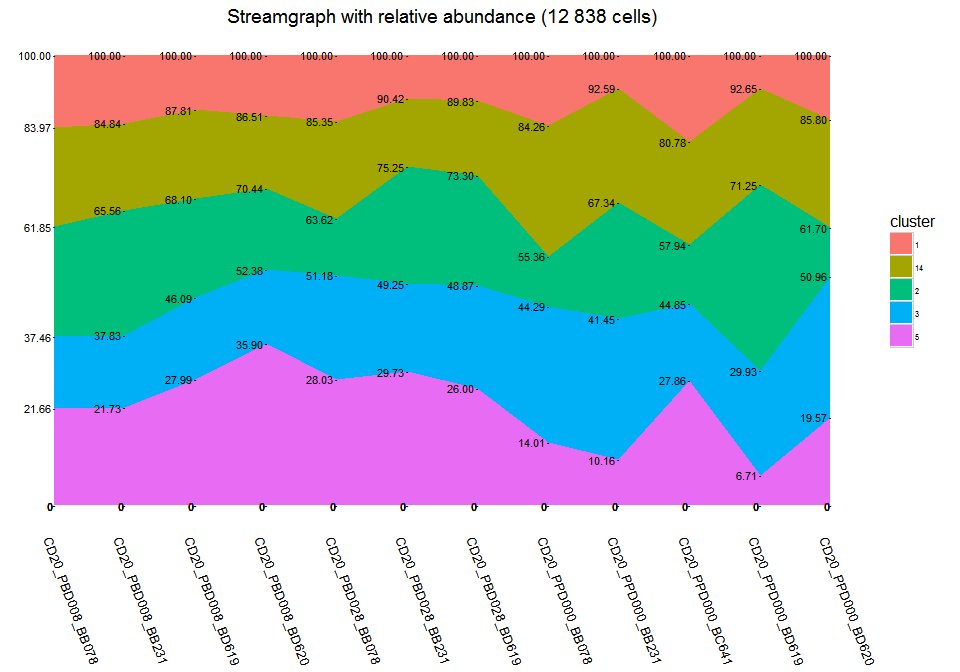 Streamgraph with relative abundance (12 838 cells)
100.00 100.00 100.00 100.00 100.00 100.00 100.00 100.00 100.00 100.00 100.00 100.00
83.97 84.84 87.81 86.51 85.35 90.42 89.83 84.26 92.59 80.78 92.65 85.80
61.85 65.56 68.10 70.44 63.62 75.25 73.30 55.36 67.34 57.94 71.25 61.70
37.46 37.83 46.09 52.38 51.18 49.25 48.87 44.29 41.45 44.85 29.93 50.96
21.66 21.73 27.99 35.90 28.03 29.73 26.00 14.01 10.16 27.86 6.71 19.57
0 0 0 0 0 0 0 0 0 0 0 0
CD20_PBD008_BB078
CD20_PBD008_BB231
CD20_PBD008_BD619
CD20_PBD008_BD620
CD20_PBD028_BB078
CD20_PBD028_BB231
CD20_PBD028_BD619
CD20_PPD000_BB078
CD20_PPD000_BB231
CD20_PPD000_BC641
CD20_PPD000_BD619
CD20_PPD000_BD620
cluster
1
14
2
3
5